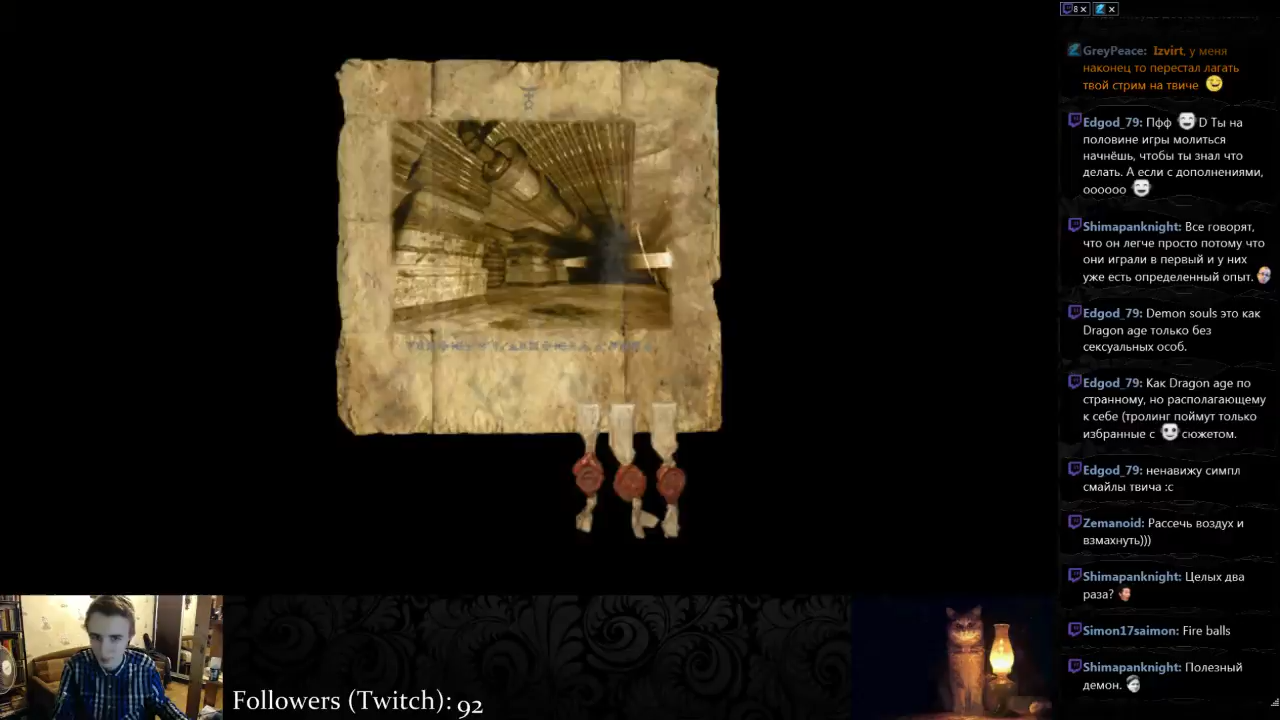 8 × ×
GreyPeace: Izvirt, у меня
наконец то перестал лагать
твой стрим на твиче
Edgod_79: Пфф D Ты на
половине игры молиться
начнёшь, чтобы ты знал что
делать. А если с дополнениями,
оооооо
Shimapanknight: Все говорят,
что он легче просто потому что
они играли в первый и у них
уже есть определенный опыт.
Edgod_79: Demon souls это как
Dragon age только без
сексуальных особ.
Edgod_79: Как Dragon age по
странному, но располагающему
к себе (тролинг поймут только
избранные с сюжетом.
Edgod_79: ненавижу симпл
смайлы твича :с
Zemanoid: Рассечь воздух и
взмахнуть)))
Shimapanknight: Целых два
раза?
Simon17saimon: Fire balls
Shimapanknight: Полезный
демон.
Followers (Twitch): 92